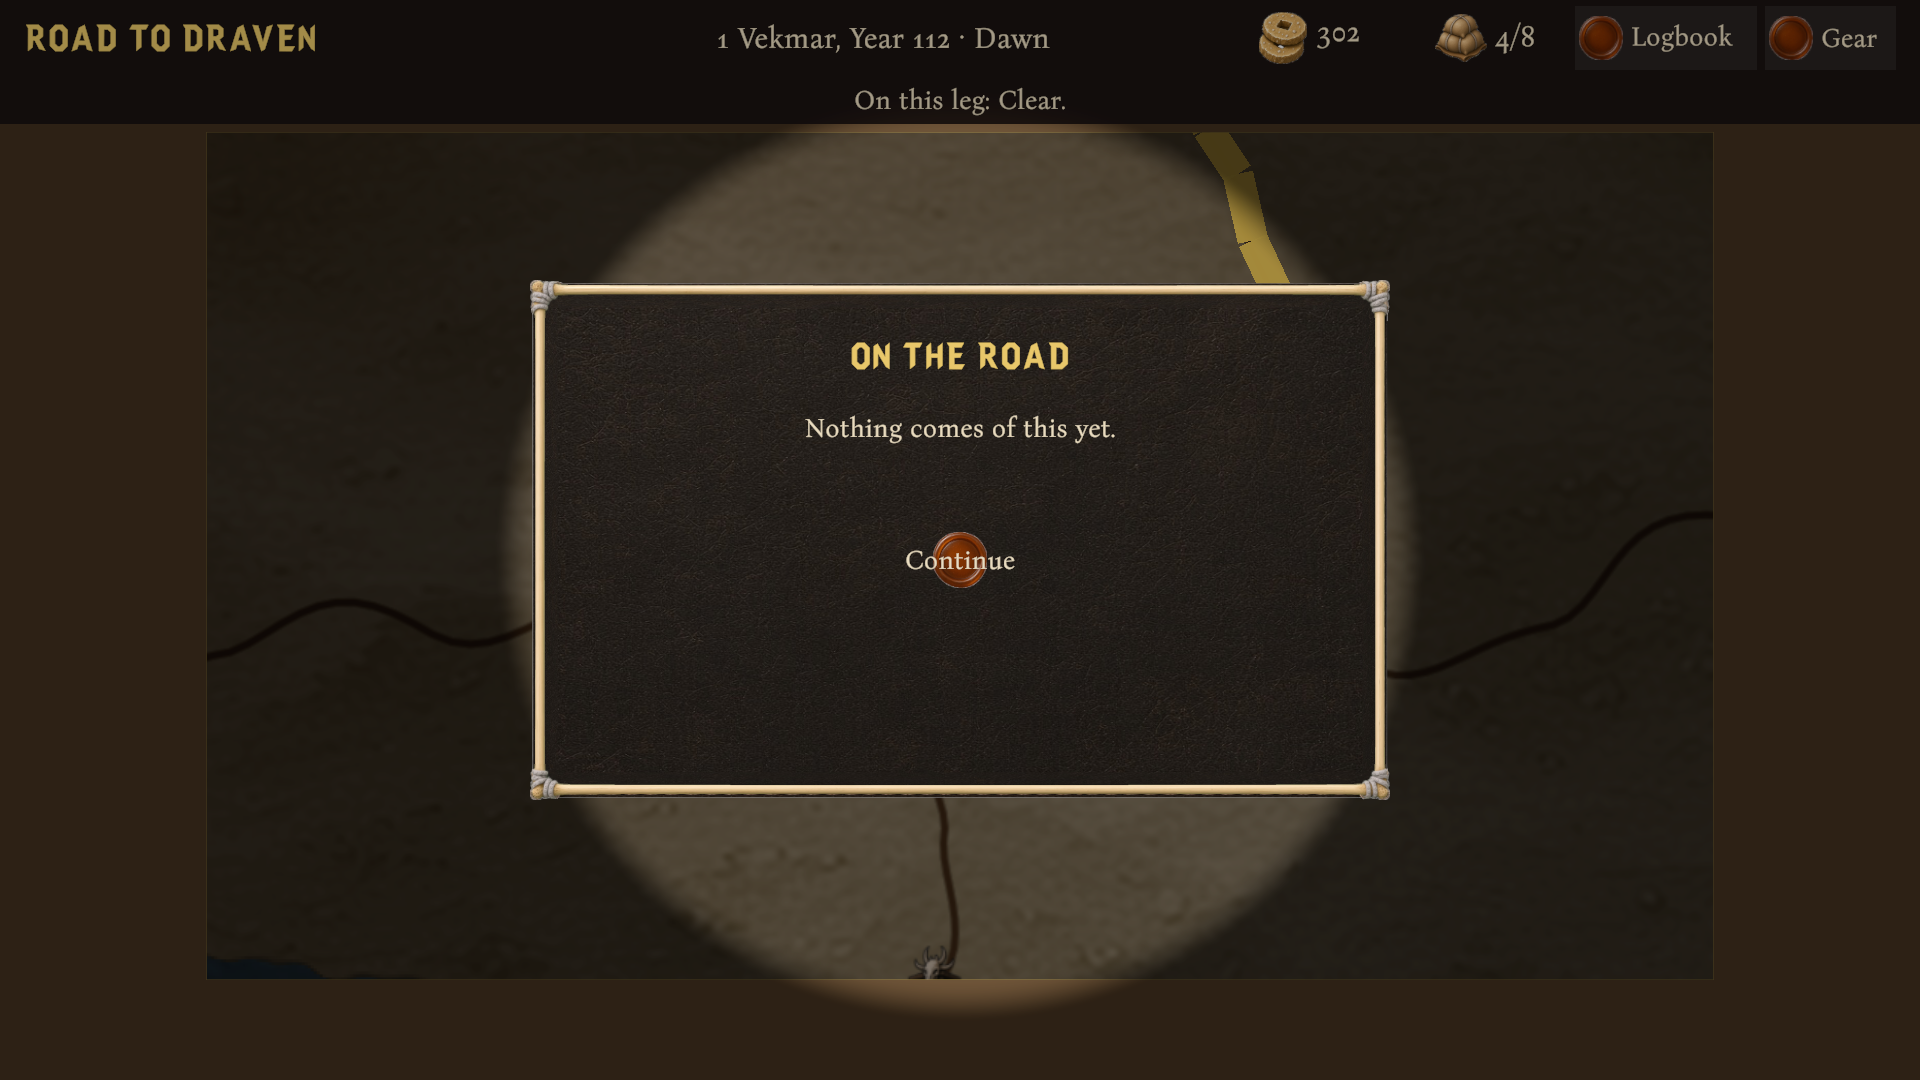 ROAD TO DRAVEN
1 Vekmar, Year 112 · Dawn
302
4/8
Logbook
Gear
On this leg: Clear.
ON THE ROAD
Nothing comes of this yet.
Continue